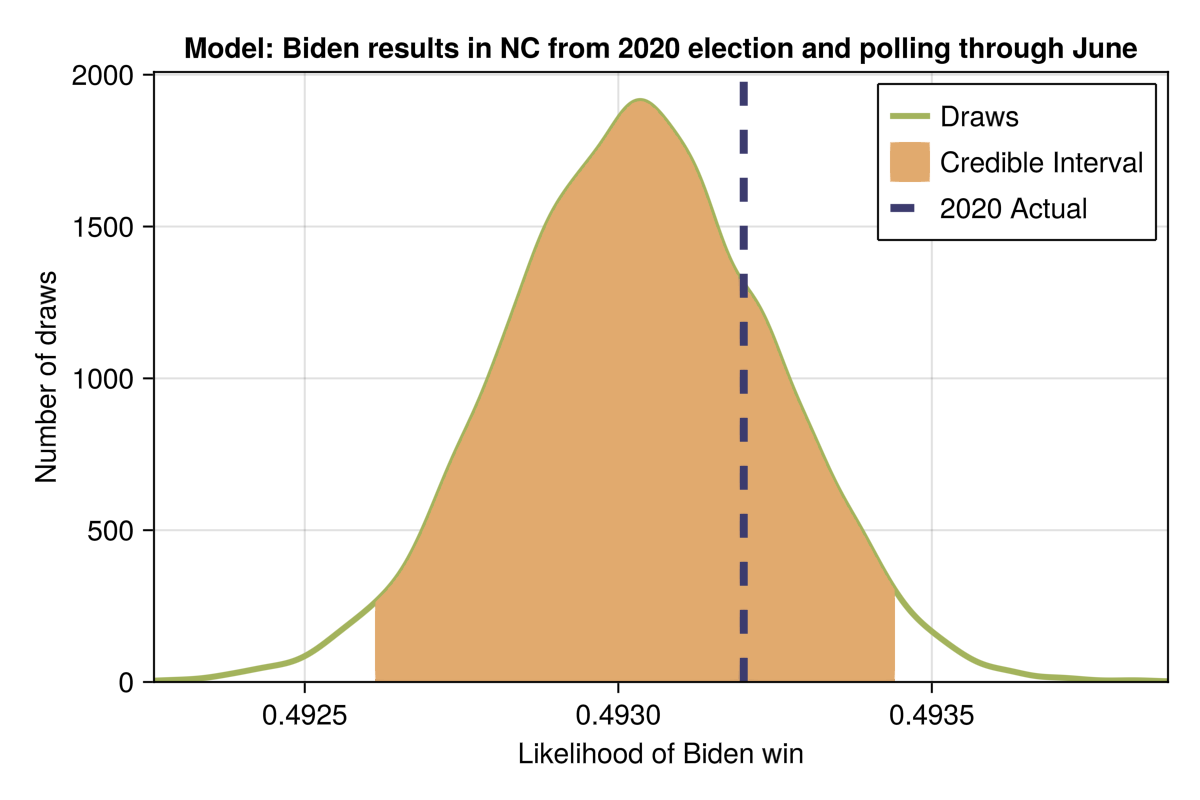 Model: Biden results in NC from 2020 election and polling through June
2000
1500
1000
500
0
Number of draws
Draws
Credible Interval
2020 Actual
0.4925
0.4930
0.4935
Likelihood of Biden win